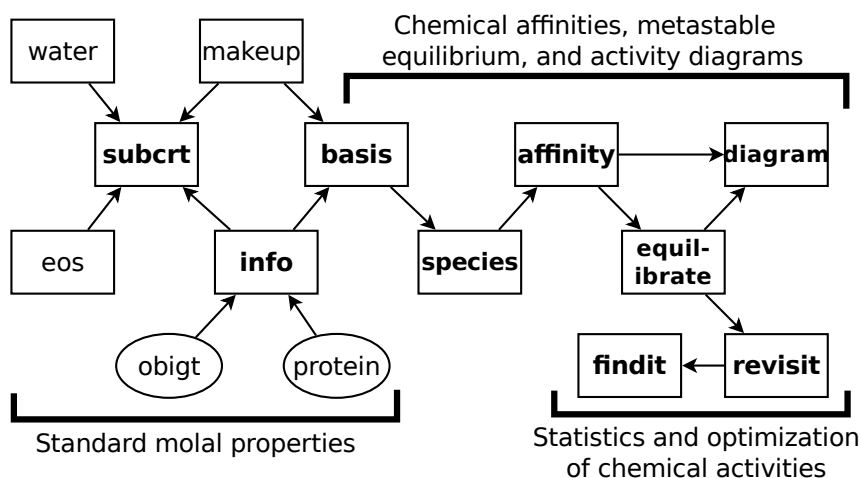 Chemical affinities, metastable
equilibrium, and activity diagrams
water
makeup
subcrt
basis
affinity
diagram
eos
info
species
equil-
ibrate
obigt
protein
findit
revisit
Standard molal properties
Statistics and optimization
of chemical activities